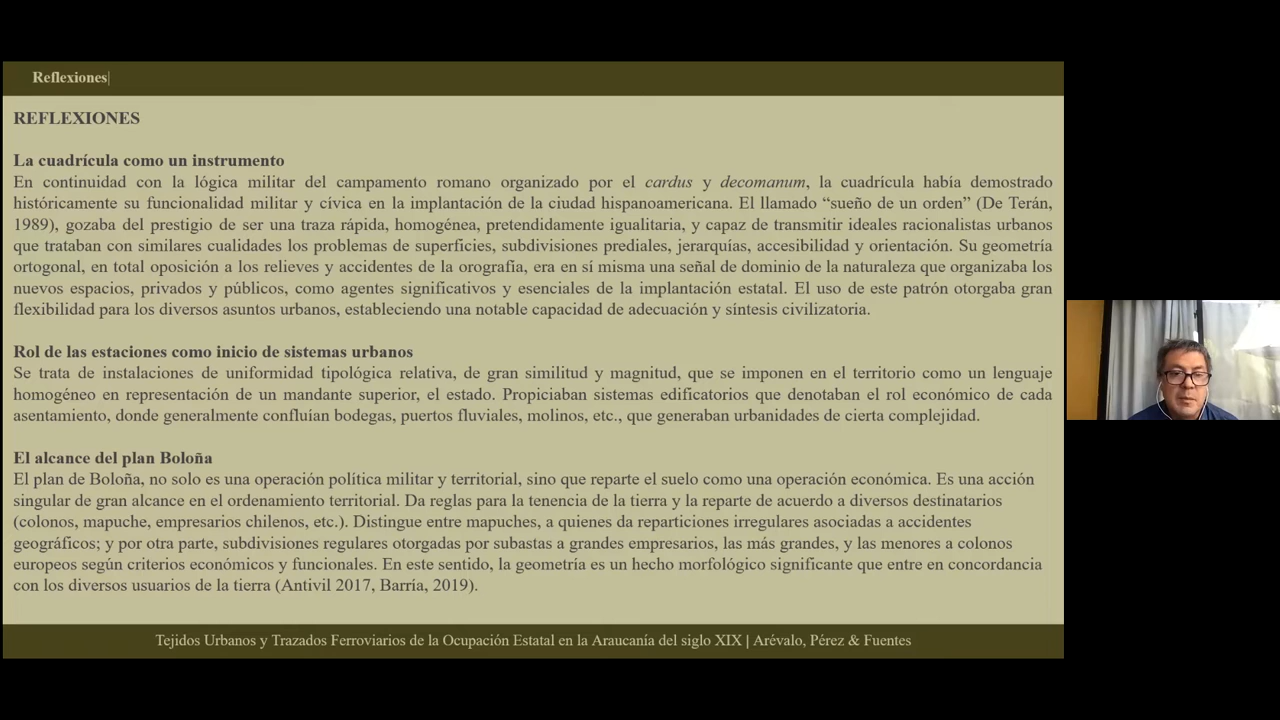 Reflexiones|
REFLEXIONES
La cuadrícula como un instrumento
En continuidad con la lógica militar del campamento romano organizado por el cardus y decomanum, la cuadrícula había demostrado
históricamente su funcionalidad militar y cívica en la implantación de la ciudad hispanoamericana. El llamado “sueño de un orden” (De Terán,
1989), gozaba del prestigio de ser una traza rápida, homogénea, pretendidamente igualitaria, y capaz de transmitir ideales racionalistas urbanos
que trataban con similares cualidades los problemas de superficies, subdivisiones prediales, jerarquías, accesibilidad y orientación. Su geometría
ortogonal, en total oposición a los relieves y accidentes de la orografía, era en sí misma una señal de dominio de la naturaleza que organizaba los
nuevos espacios, privados y públicos, como agentes significativos y esenciales de la implantación estatal. El uso de este patrón otorgaba gran
flexibilidad para los diversos asuntos urbanos, estableciendo una notable capacidad de adecuación y síntesis civilizatoria.
Rol de las estaciones como inicio de sistemas urbanos
Se trata de instalaciones de uniformidad tipológica relativa, de gran similitud y magnitud, que se imponen en el territorio como un lenguaje
homogéneo en representación de un mandante superior, el estado. Propiciaban sistemas edificatorios que denotaban el rol económico de cada
asentamiento, donde generalmente confluían bodegas, puertos fluviales, molinos, etc., que generaban urbanidades de cierta complejidad.
El alcance del plan Boloña
El plan de Boloña, no solo es una operación política militar y territorial, sino que reparte el suelo como una operación económica. Es una acción
singular de gran alcance en el ordenamiento territorial. Da reglas para la tenencia de la tierra y la reparte de acuerdo a diversos destinatarios
(colonos, mapuche, empresarios chilenos, etc.). Distingue entre mapuches, a quienes da reparticiones irregulares asociadas a accidentes
geográficos; y por otra parte, subdivisiones regulares otorgadas por subastas a grandes empresarios, las más grandes, y las menores a colonos
europeos según criterios económicos y funcionales. En este sentido, la geometría es un hecho morfológico significante que entre en concordancia
con los diversos usuarios de la tierra (Antivil 2017, Barría, 2019).
Tejidos Urbanos y Trazados Ferroviarios de la Ocupación Estatal en la Araucanía del siglo XIX | Arévalo, Pérez & Fuentes